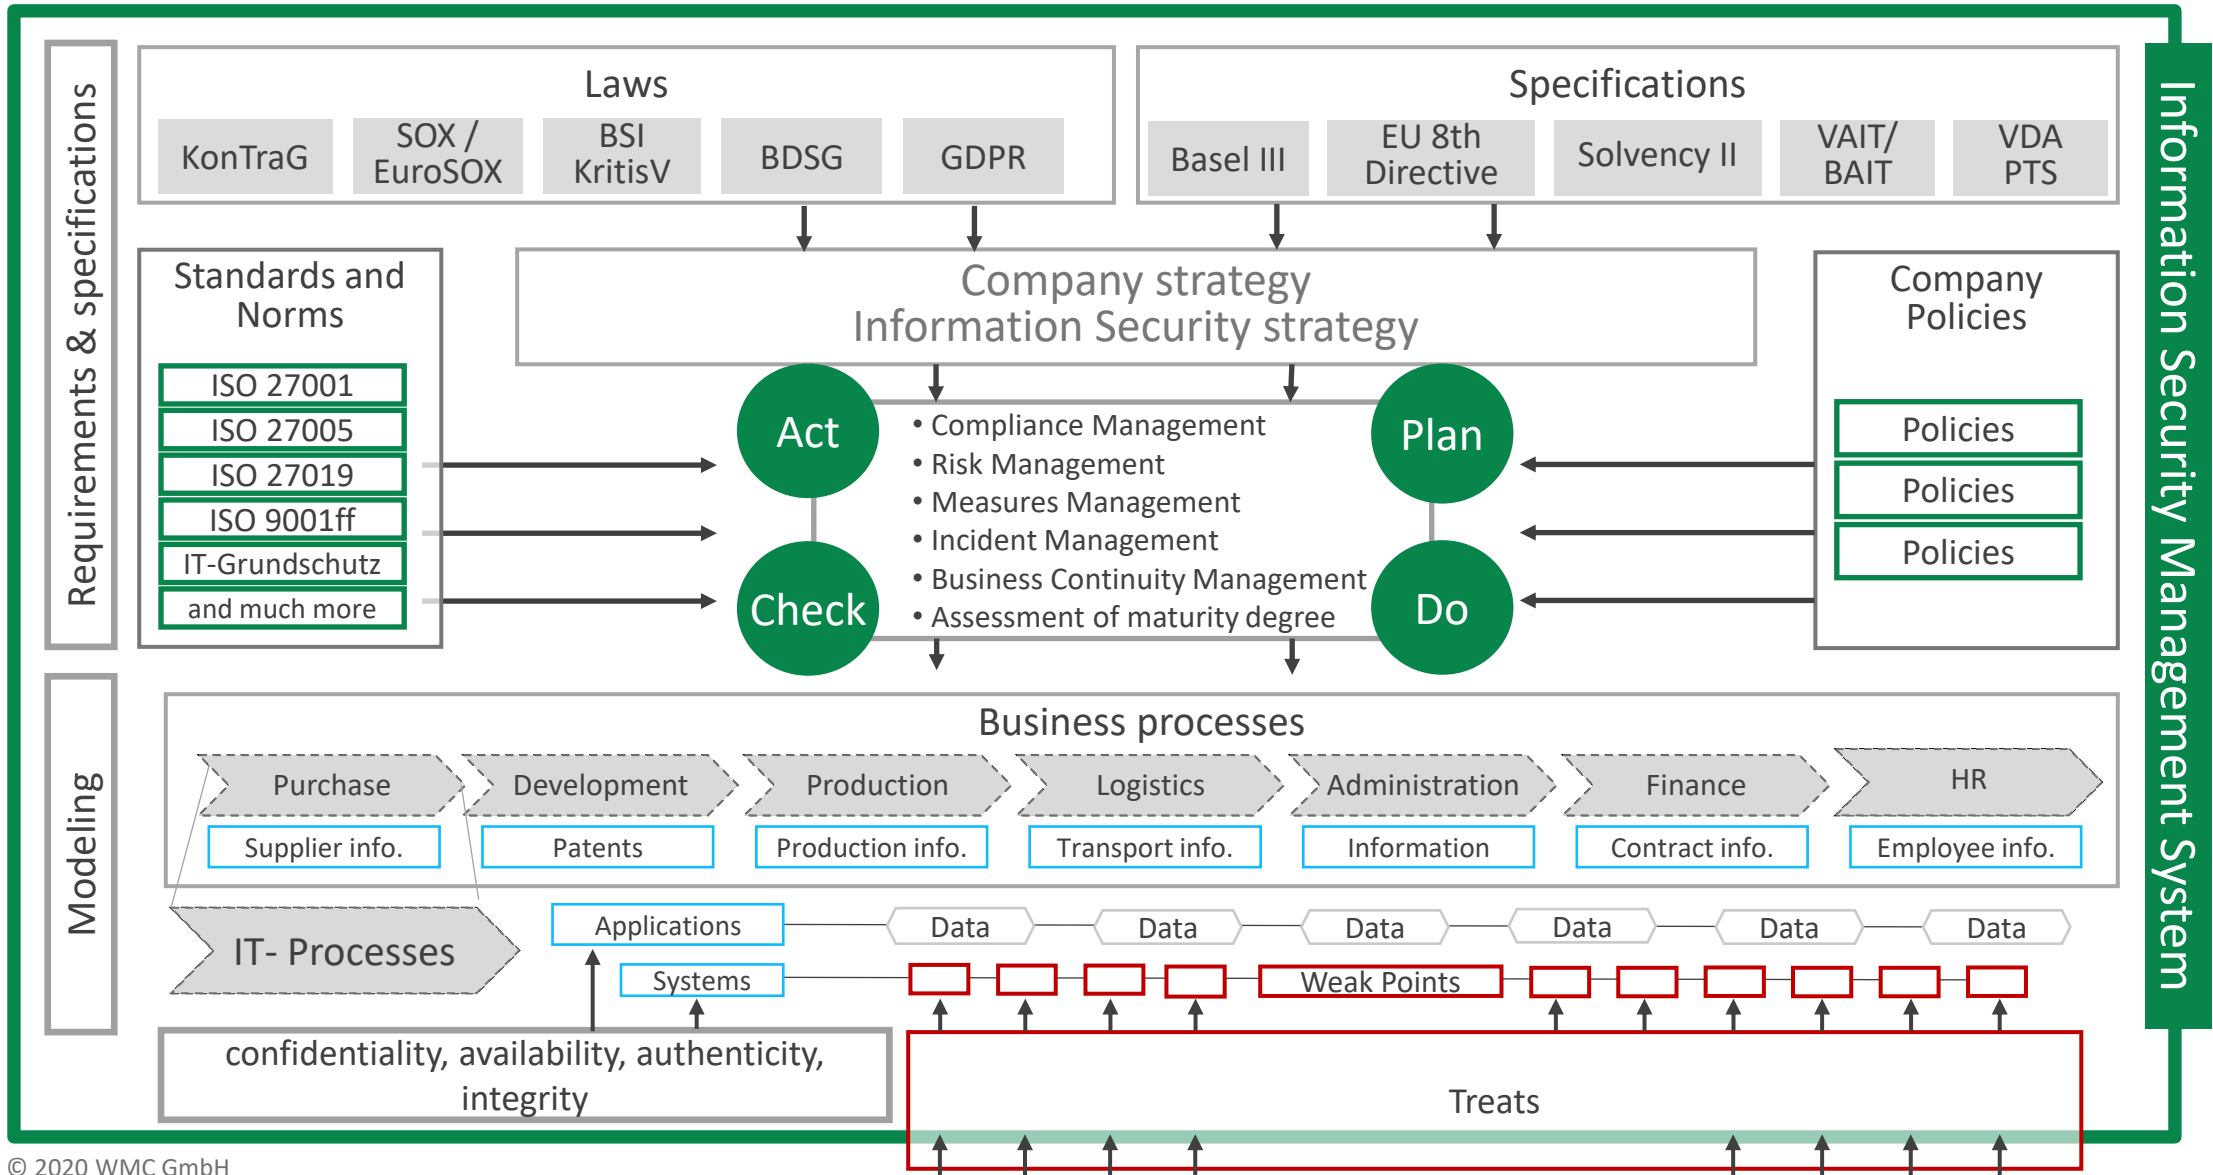 Requirements & specifications
Laws
KonTraG
SOX /
EuroSOX
BSI
KritisV
BDSG
GDPR
Specifications
Basel III
EU 8th
Directive
Solvency II
VAIT/
BAIT
VDA
PTS
Information Security Management System
Standards and
Norms
ISO 27001
ISO 27005
ISO 27019
ISO 9001ff
IT-Grundschutz
and much more
Company strategy
Information Security strategy
Act
Plan
Check
Do
• Compliance Management
• Risk Management
• Measures Management
• Incident Management
• Business Continuity Management
• Assessment of maturity degree
Company
Policies
Policies
Policies
Policies
Modeling
Business processes
Purchase
Development
Production
Logistics
Administration
Finance
HR
Supplier info.
Patents
Production info.
Transport info.
Information
Contract info.
Employee info.
IT- Processes
Applications
Data
Data
Data
Data
Data
Data
Systems
Weak Points
confidentiality, availability, authenticity,
integrity
Treats
© 2020 WMC GmbH